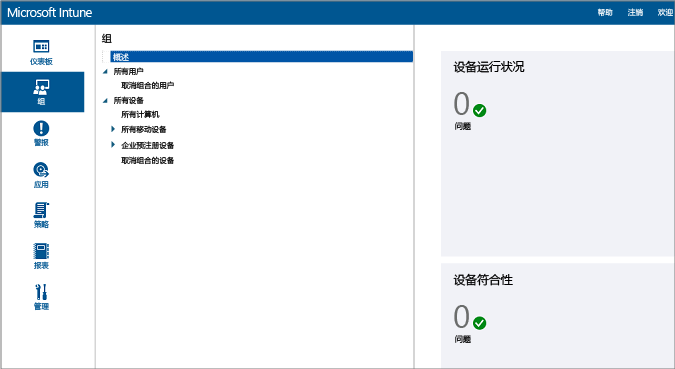 Microsoft Intune
帮助 注销 欢迎
仪表板
组
警报
应用
策略
报表
管理
组
概述
所有用户
取消组合的用户
所有设备
所有计算机
所有移动设备
企业预注册设备
取消组合的设备
设备运行状况
0
问题
设备符合性
0
问题